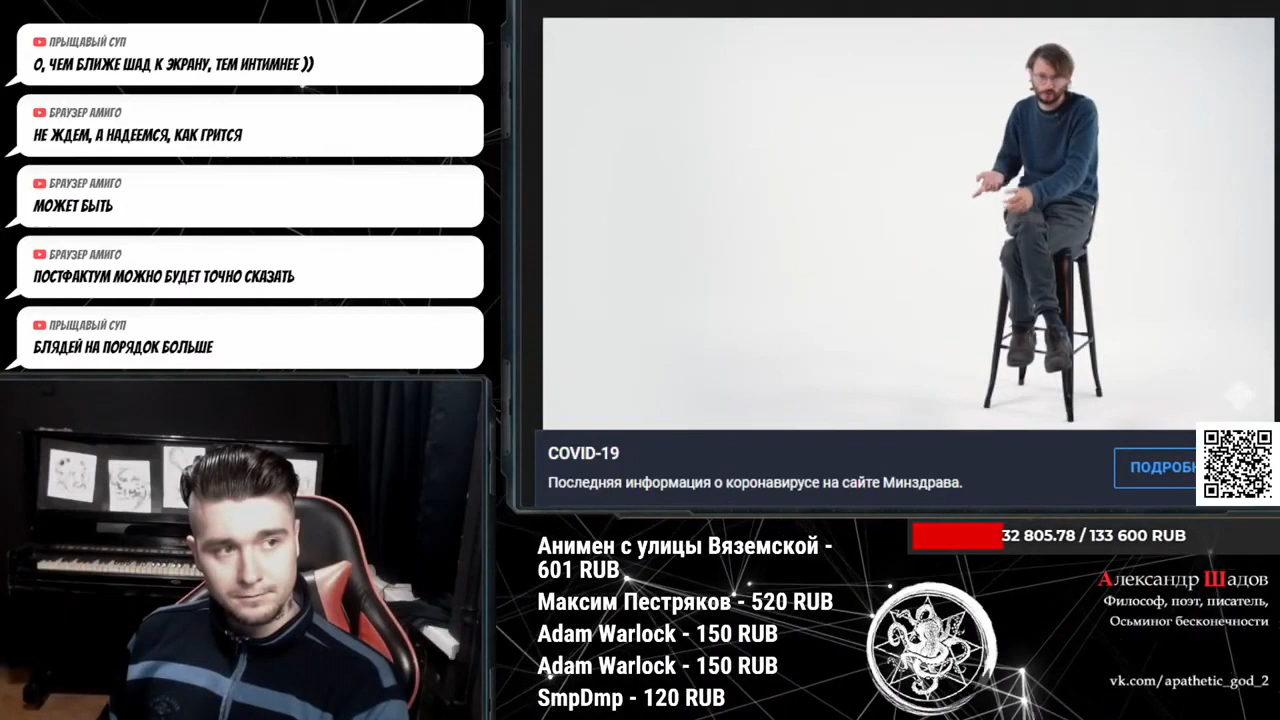 ПРЫЩАВЫЙ СУП
О, ЧЕМ БЛИЖЕ ШАД К ЭКРАНУ, ТЕМ ИНТИМНЕЕ ))
БРАУЗЕР АМИГО
НЕ ЖДЕМ, А НАДЕЕМСЯ, КАК ГРИТСЯ
БРАУЗЕР АМИГО
МОЖЕТ БЫТЬ
БРАУЗЕР АМИГО
ПОСТФАКТУМ МОЖНО БУДЕТ ТОЧНО СКАЗАТЬ
ПРЫЩАВЫЙ СУП
БЛЯДЕЙ НА ПОРЯДОК БОЛЬШЕ
COVID-19
Последняя информация о коронавирусе на сайте Минздрава.
ПОДРОБН
32 805.78 / 133 600 RUB
Анимен с улицы Вяземской -
601 RUB
Максим Пестряков - 520 RUB
Adam Warlock - 150 RUB
Adam Warlock - 150 RUB
SmpDmp - 120 RUB
Александр Шадов
Философ, поэт, писатель,
Осьминог бесконечности
vk.com/apathetic_god_2